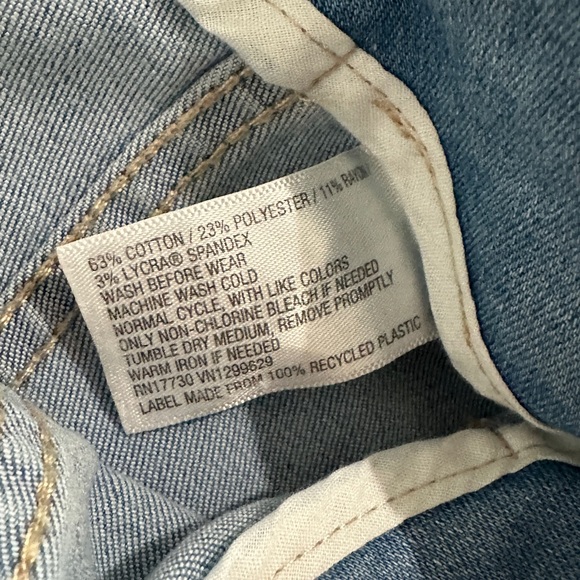 63% COTTON / 23% POLYESTER / 11% RAYON
3% LYCRA® SPANDEX
WASH BEFORE WEAR
MACHINE WASH COLD
NORMAL CYCLE, WITH LIKE COLORS
ONLY NON-CHLORINE BLEACH IF NEEDED
TUMBLE DRY MEDIUM, REMOVE PROMPTLY
WARM IRON IF NEEDED
RN17730 VN1299629
LABEL MADE FROM 100% RECYCLED PLASTIC